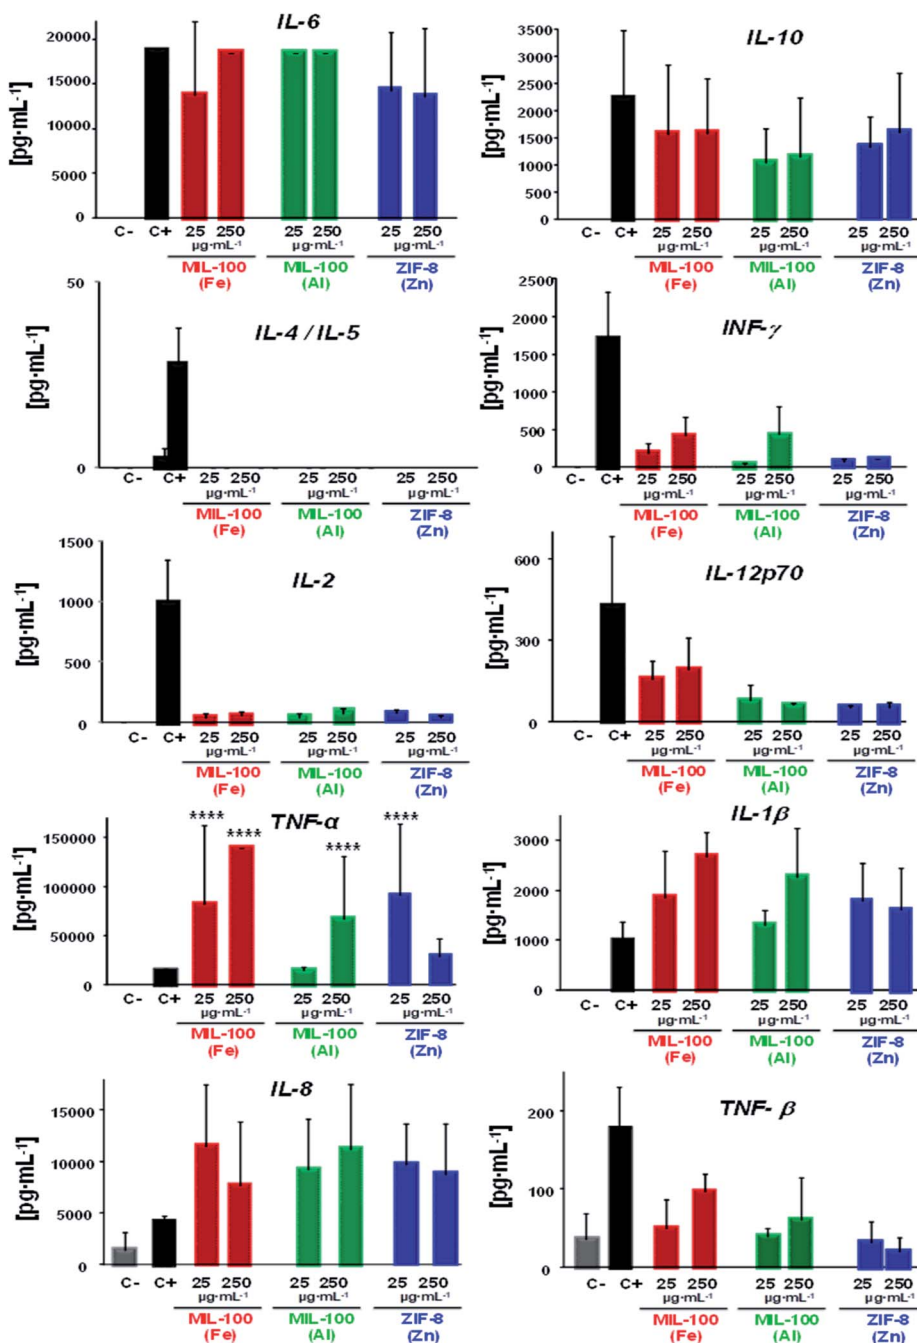 IL-6
[pg·mL-1]
20000
15000
10000
5000
0
C- C+ 25 250 25 250 25 250
µg·mL-1 µg·mL-1 µg·mL-1
MIL-100 MIL-100 ZIF-8
(Fe) (Al) (Zn)
IL-10
[pg·mL-1]
3500
3000
2500
2000
1500
1000
500
0
C- C+ 25 250 25 250 25 250
µg·mL-1 µg·mL-1 µg·mL-1
MIL-100 MIL-100 ZIF-8
(Fe) (Al) (Zn)
IL-4 / IL-5
[pg·mL-1]
50
0
C- C+ 25 250 25 250 25 250
µg·mL-1 µg·mL-1 µg·mL-1
MIL-100 MIL-100 ZIF-8
(Fe) (Al) (Zn)
INF-γ
[pg·mL-1]
2500
2000
1500
1000
500
0
C- C+ 25 250 25 250 25 250
µg·mL-1 µg·mL-1 µg·mL-1
MIL-100 MIL-100 ZIF-8
(Fe) (Al) (Zn)
IL-2
[pg·mL-1]
1500
1000
500
0
C- C+ 25 250 25 250 25 250
µg·mL-1 µg·mL-1 µg·mL-1
MIL-100 MIL-100 ZIF-8
(Fe) (Al) (Zn)
IL-12p70
[pg·mL-1]
600
300
0
C- C+ 25 250 25 250 25 250
µg·mL-1 µg·mL-1 µg·mL-1
MIL-100 MIL-100 ZIF-8
(Fe) (Al) (Zn)
TNF-α
[pg·mL-1]
150000
100000
50000
0
**** **** **** ****
C- C+ 25 250 25 250 25 250
µg·mL-1 µg·mL-1 µg·mL-1
MIL-100 MIL-100 ZIF-8
(Fe) (Al) (Zn)
IL-1β
[pg·mL-1]
3000
2000
1000
0
C- C+ 25 250 25 250 25 250
µg·mL-1 µg·mL-1 µg·mL-1
MIL-100 MIL-100 ZIF-8
(Fe) (Al) (Zn)
IL-8
[pg·mL-1]
15000
10000
5000
0
C- C+ 25 250 25 250 25 250
µg·mL-1 µg·mL-1 µg·mL-1
MIL-100 MIL-100 ZIF-8
(Fe) (Al) (Zn)
TNF- β
[pg·mL-1]
200
100
0
C- C+ 25 250 25 250 25 250
µg·mL-1 µg·mL-1 µg·mL-1
MIL-100 MIL-100 ZIF-8
(Fe) (Al) (Zn)